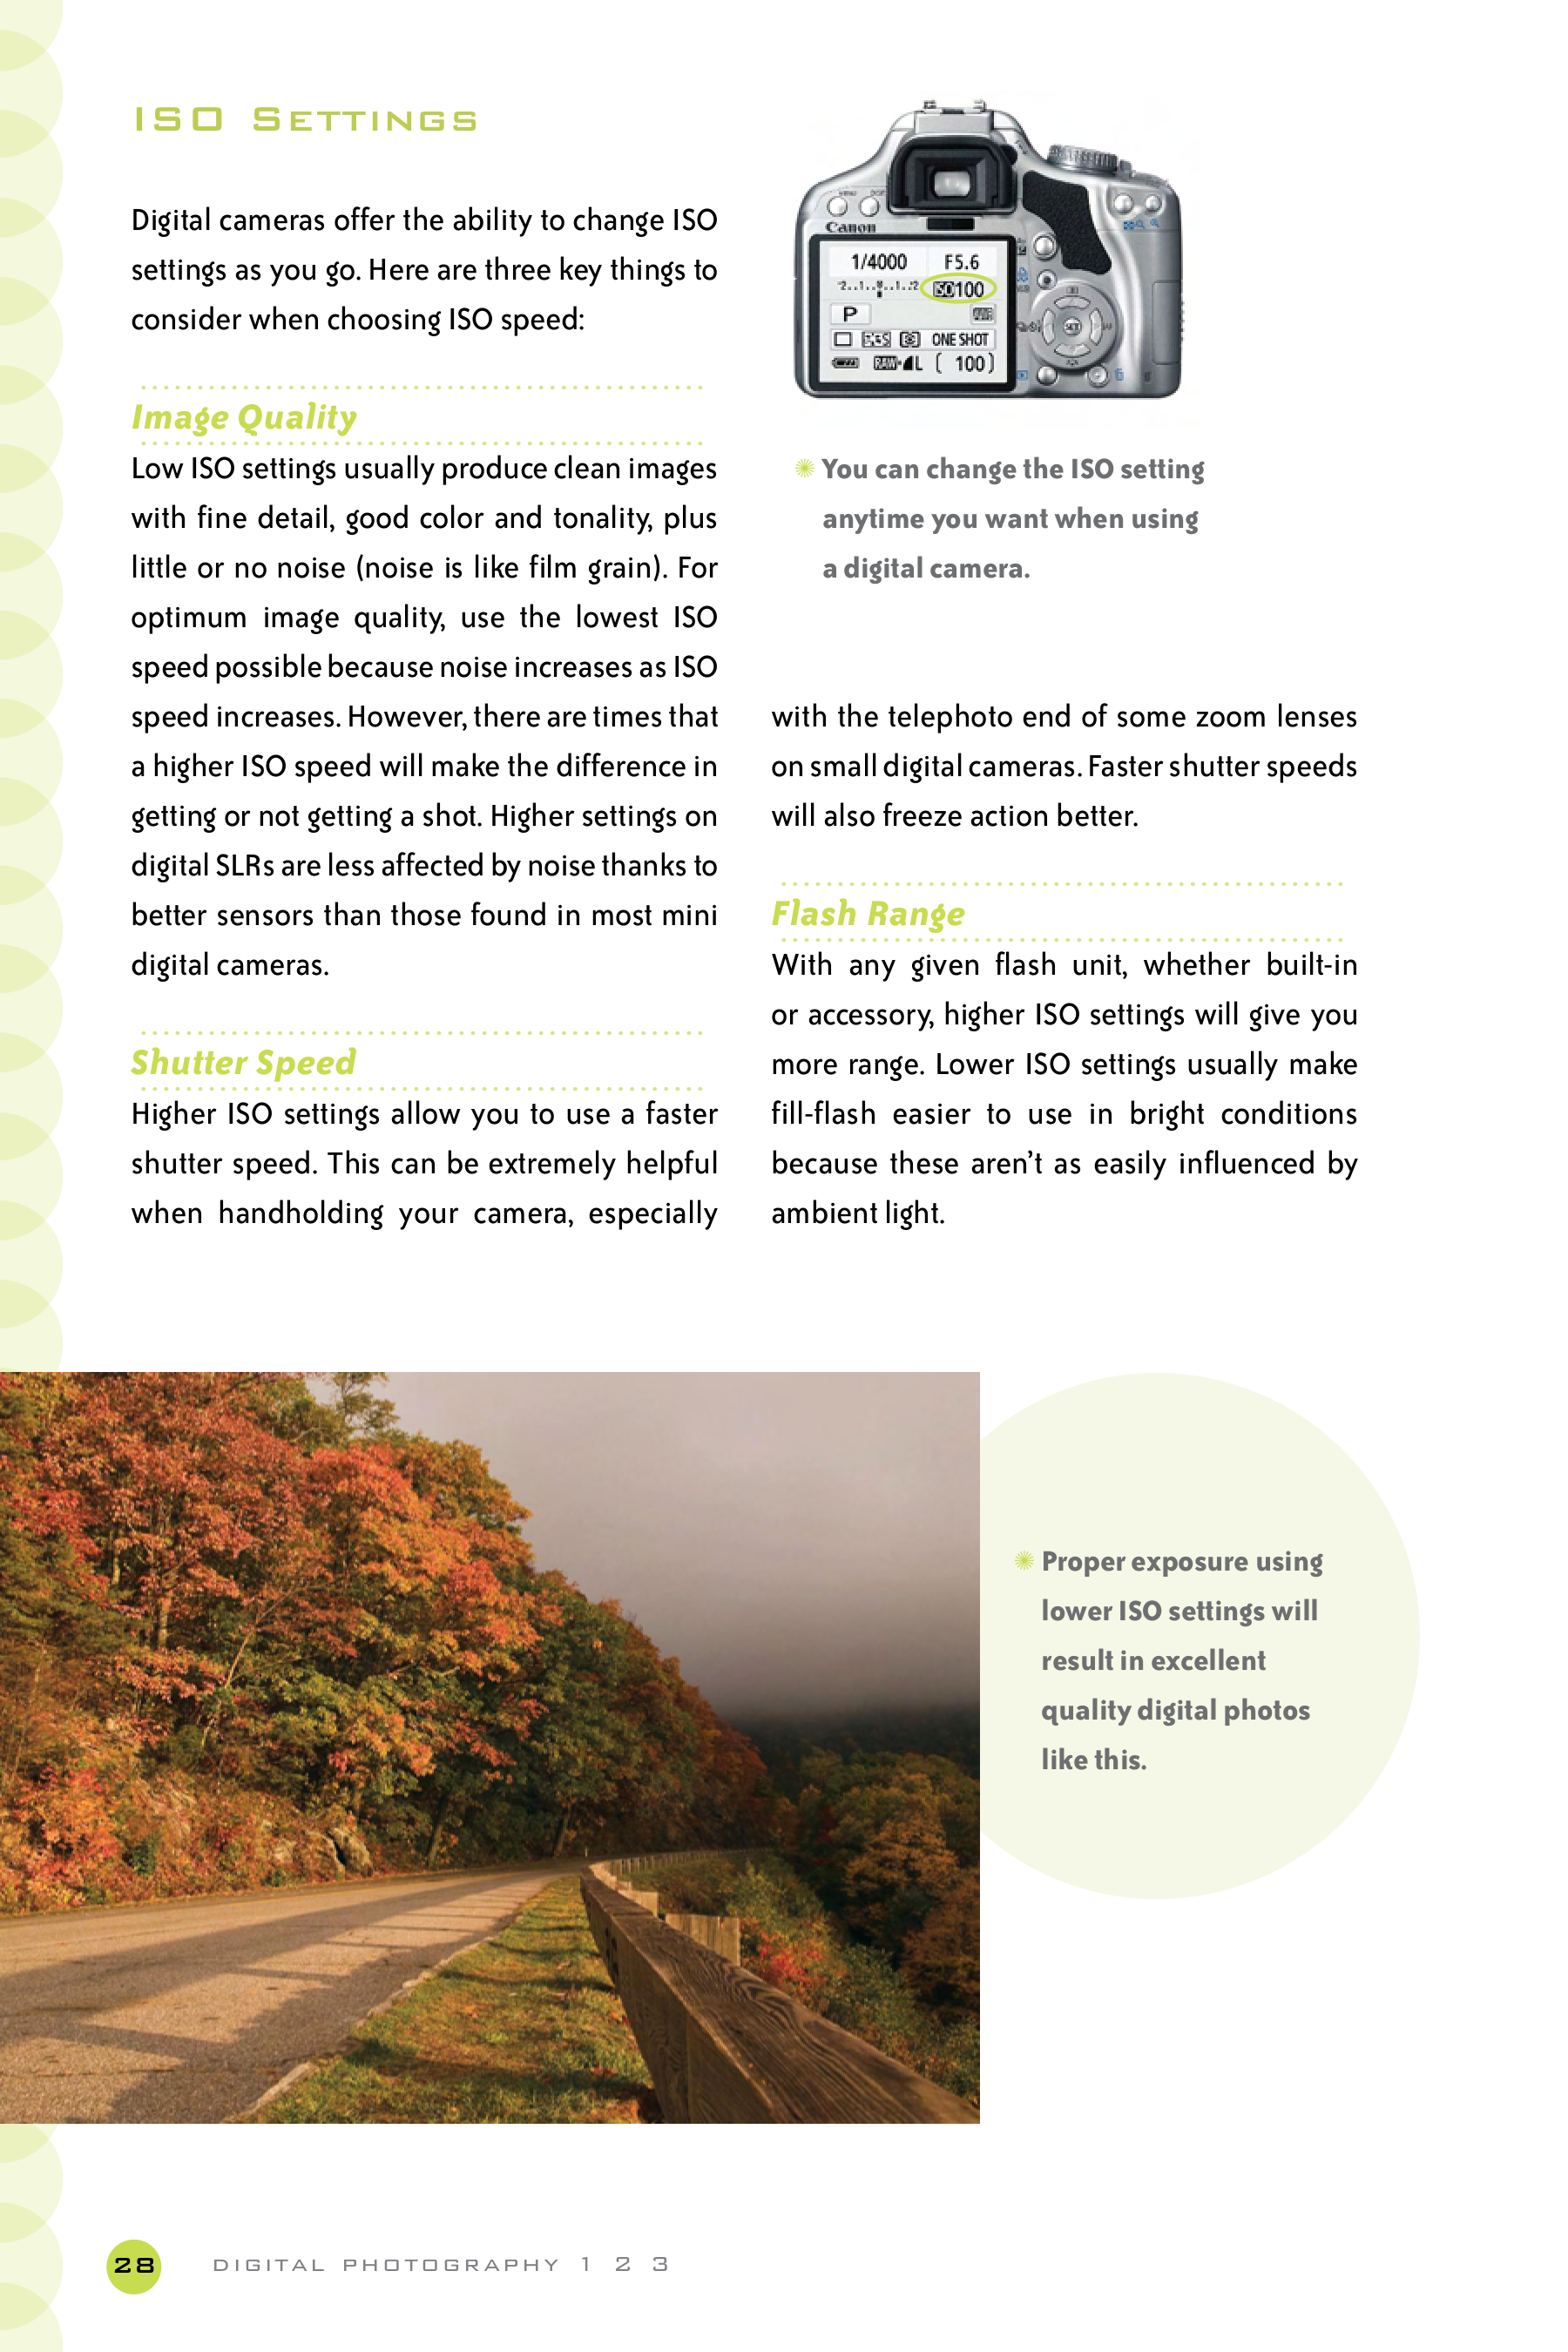 ISO Settings
Digital cameras offer the ability to change ISO
settings as you go. Here are three key things to
consider when choosing ISO speed:
Image Quality
Low ISO settings usually produce clean images
with fine detail, good color and tonality, plus
little or no noise (noise is like film grain). For
optimum image quality, use the lowest ISO
speed possible because noise increases as ISO
speed increases. However, there are times that
a higher ISO speed will make the difference in
getting or not getting a shot. Higher settings on
digital SLRs are less affected by noise thanks to
better sensors than those found in most mini
digital cameras.
Shutter Speed
Higher ISO settings allow you to use a faster
shutter speed. This can be extremely helpful
when handholding your camera, especially
Canon
1/4000 F5.6
ISO100
P
ONE SHOT
RAW L ( 100)
SET
You can change the ISO setting
anytime you want when using
a digital camera.
with the telephoto end of some zoom lenses
on small digital cameras. Faster shutter speeds
will also freeze action better.
Flash Range
With any given flash unit, whether built-in
or accessory, higher ISO settings will give you
more range. Lower ISO settings usually make
fill-flash easier to use in bright conditions
because these aren't as easily influenced by
ambient light.
Proper exposure using
lower ISO settings will
result in excellent
quality digital photos
like this.
28 DIGITAL PHOTOGRAPHY 1 2 3